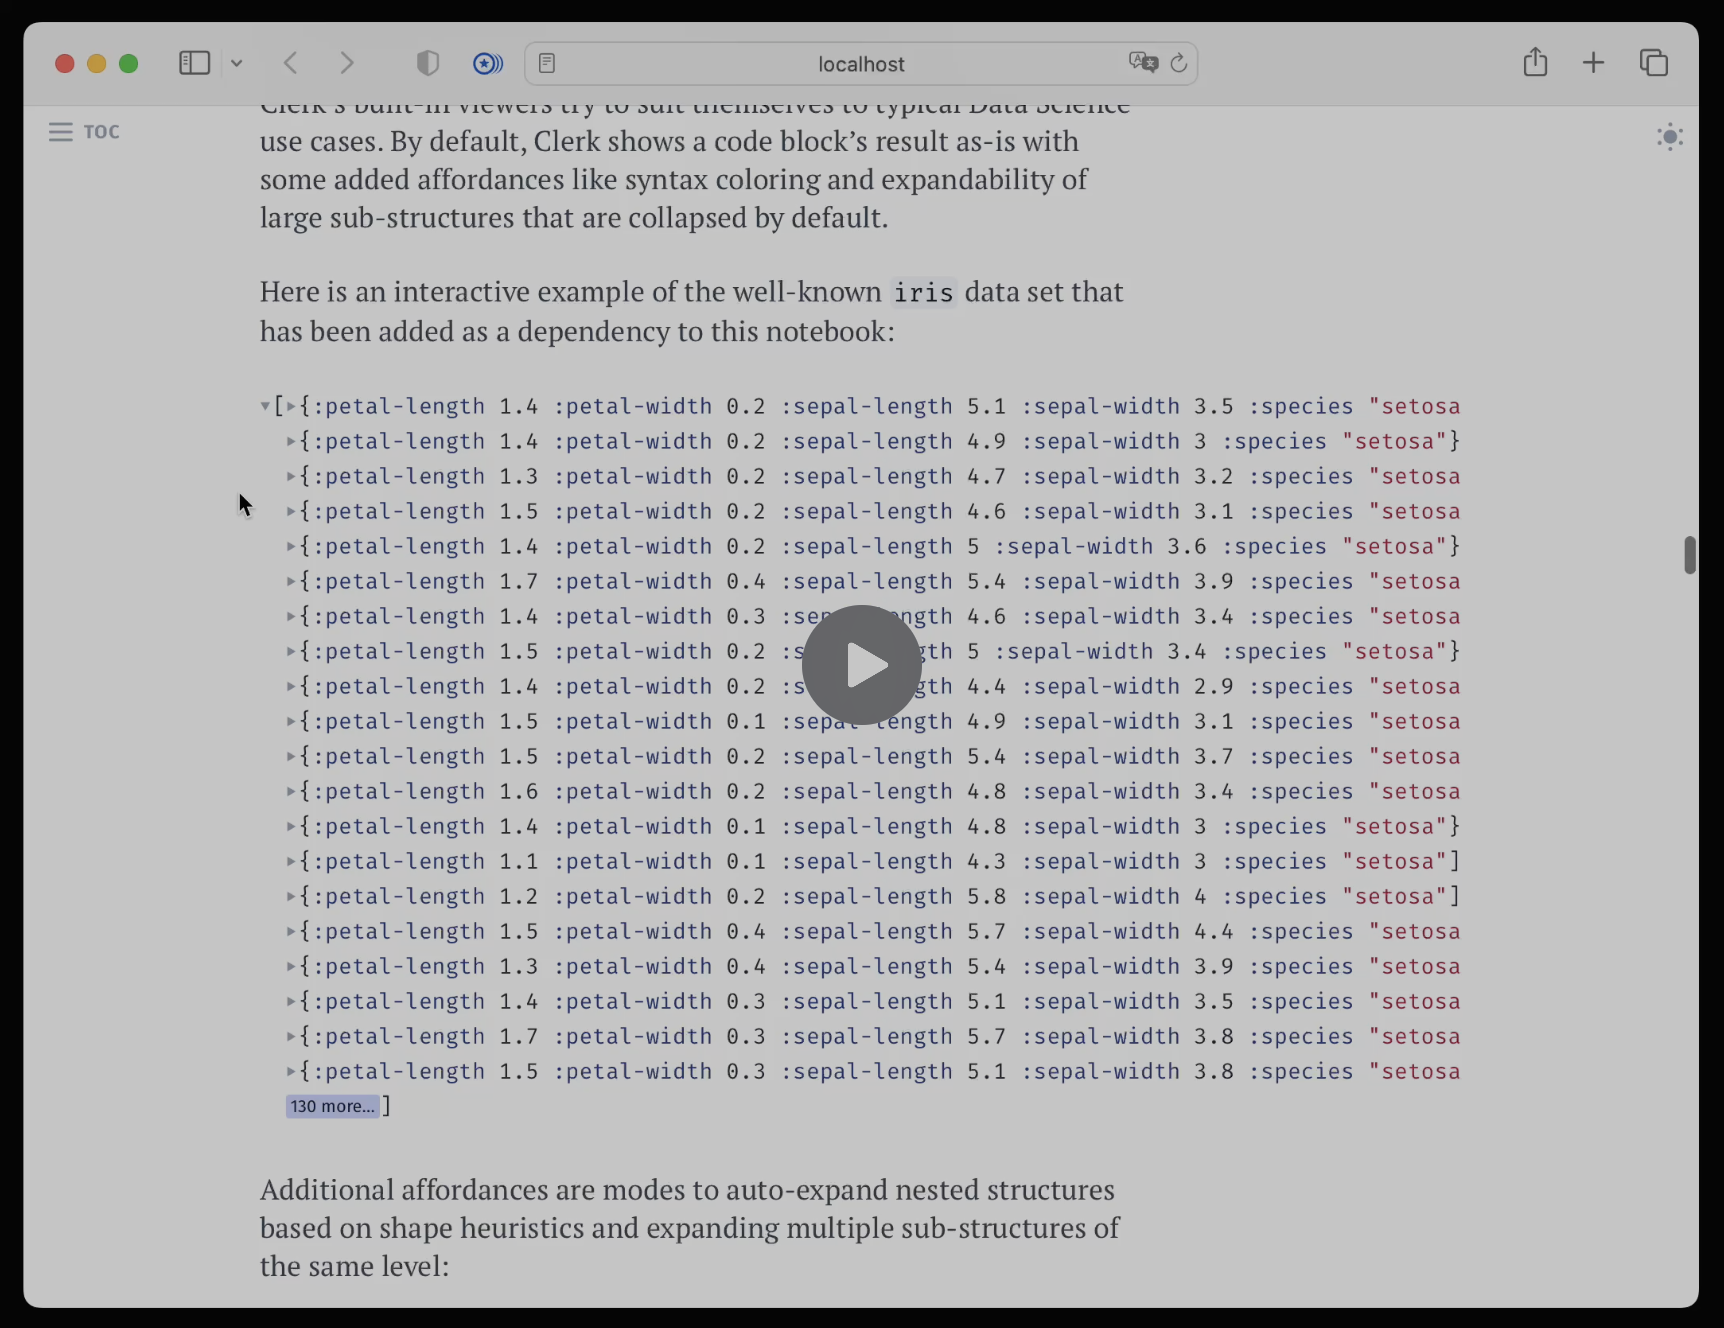 localhost
TOC
Clerk's built-in viewers try to suit themselves to typical Data Science
use cases. By default, Clerk shows a code block’s result as-is with
some added affordances like syntax coloring and expandability of
large sub-structures that are collapsed by default.
Here is an interactive example of the well-known iris data set that
has been added as a dependency to this notebook:
[{:petal-length 1.4 :petal-width 0.2 :sepal-length 5.1 :sepal-width 3.5 :species "setosa
{:petal-length 1.4 :petal-width 0.2 :sepal-length 4.9 :sepal-width 3 :species "setosa"}
{:petal-length 1.3 :petal-width 0.2 :sepal-length 4.7 :sepal-width 3.2 :species "setosa
{:petal-length 1.5 :petal-width 0.2 :sepal-length 4.6 :sepal-width 3.1 :species "setosa
{:petal-length 1.4 :petal-width 0.2 :sepal-length 5 :sepal-width 3.6 :species "setosa"}
{:petal-length 1.7 :petal-width 0.4 :sepal-length 5.4 :sepal-width 3.9 :species "setosa
{:petal-length 1.4 :petal-width 0.3 :sepal-length 4.6 :sepal-width 3.4 :species "setosa
{:petal-length 1.5 :petal-width 0.2 :sepal-length 5 :sepal-width 3.4 :species "setosa"}
{:petal-length 1.4 :petal-width 0.2 :sepal-length 4.4 :sepal-width 2.9 :species "setosa
{:petal-length 1.5 :petal-width 0.1 :sepal-length 4.9 :sepal-width 3.1 :species "setosa
{:petal-length 1.5 :petal-width 0.2 :sepal-length 5.4 :sepal-width 3.7 :species "setosa
{:petal-length 1.6 :petal-width 0.2 :sepal-length 4.8 :sepal-width 3.4 :species "setosa
{:petal-length 1.4 :petal-width 0.1 :sepal-length 4.8 :sepal-width 3 :species "setosa"}
{:petal-length 1.1 :petal-width 0.1 :sepal-length 4.3 :sepal-width 3 :species "setosa"]
{:petal-length 1.2 :petal-width 0.2 :sepal-length 5.8 :sepal-width 4 :species "setosa"]
{:petal-length 1.5 :petal-width 0.4 :sepal-length 5.7 :sepal-width 4.4 :species "setosa
{:petal-length 1.3 :petal-width 0.4 :sepal-length 5.4 :sepal-width 3.9 :species "setosa
{:petal-length 1.4 :petal-width 0.3 :sepal-length 5.1 :sepal-width 3.5 :species "setosa
{:petal-length 1.7 :petal-width 0.3 :sepal-length 5.7 :sepal-width 3.8 :species "setosa
{:petal-length 1.5 :petal-width 0.3 :sepal-length 5.1 :sepal-width 3.8 :species "setosa
130 more...]
Additional affordances are modes to auto-expand nested structures
based on shape heuristics and expanding multiple sub-structures of
the same level: